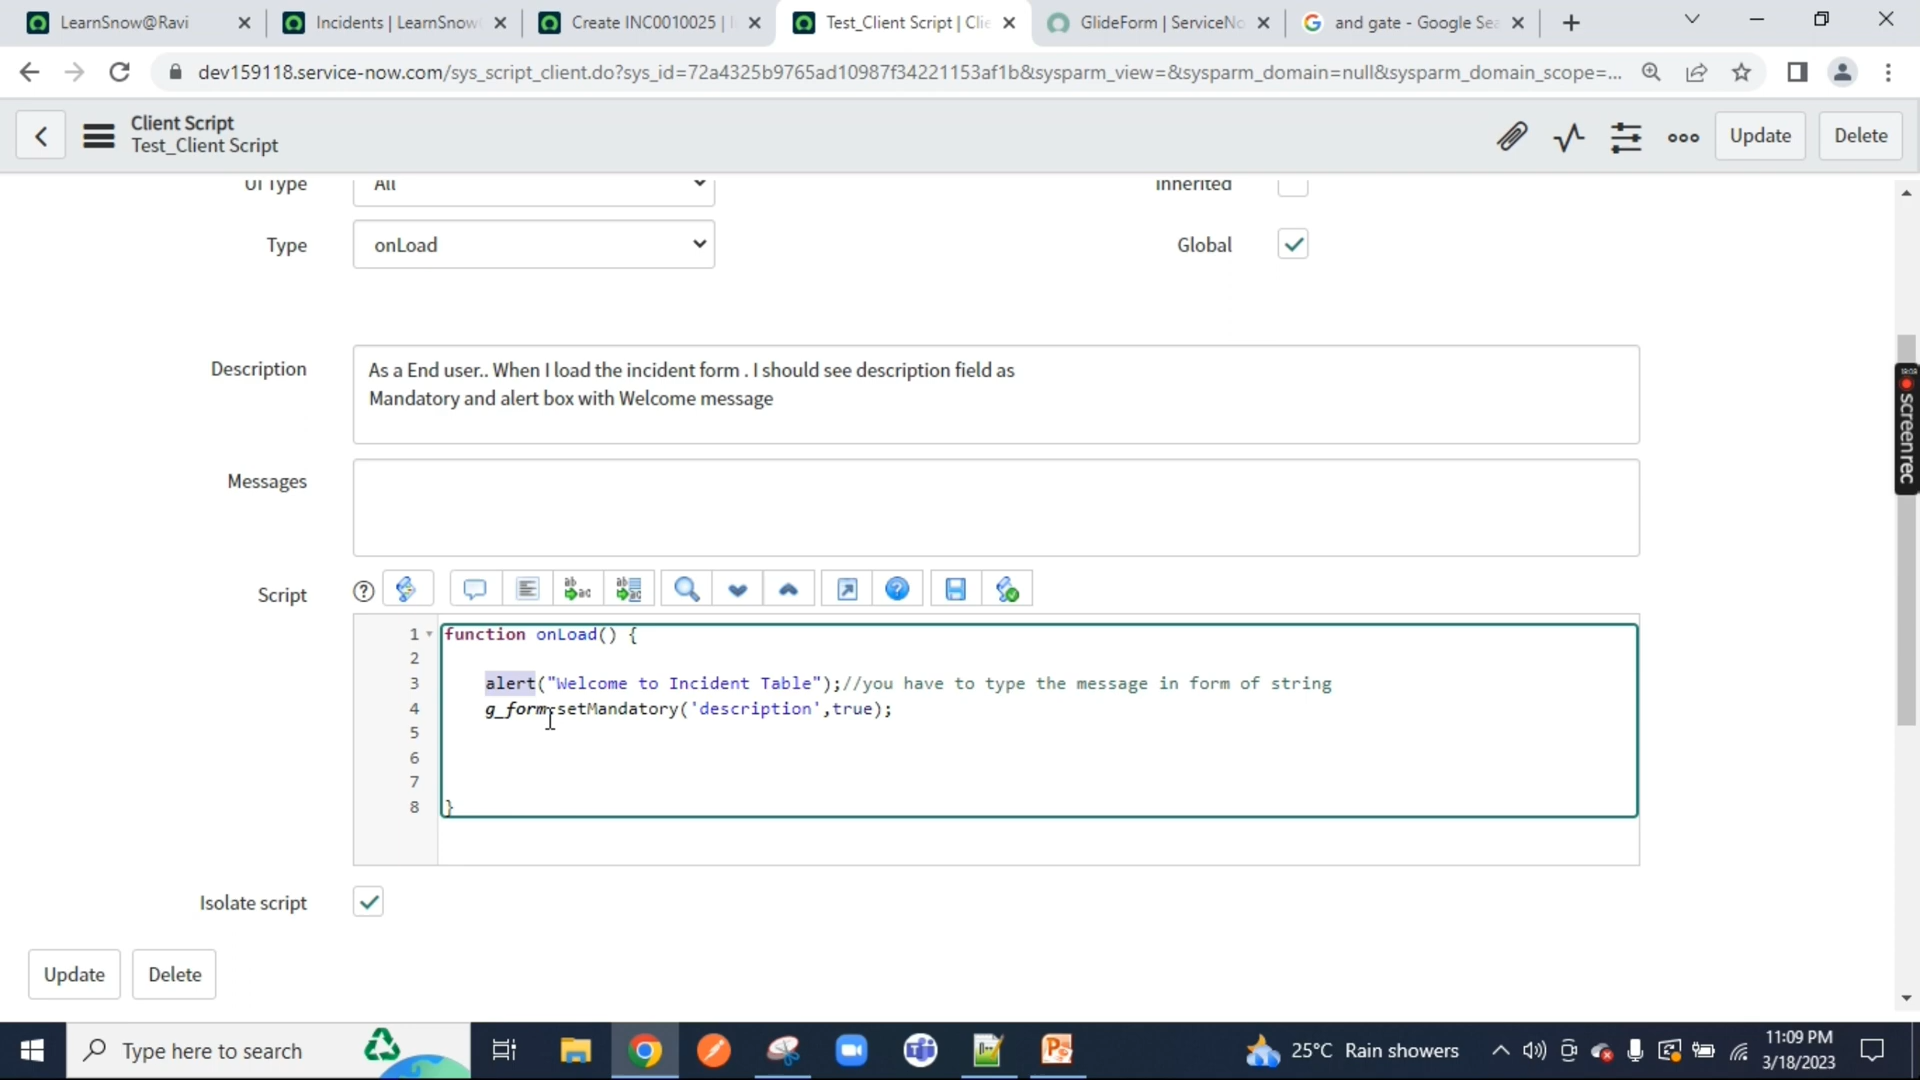 LearnSnow@Ravi
Incidents | LearnSnow
Create INC0010025 |
Test_Client Script | Clie
GlideForm | ServiceNo
and gate - Google Sea
dev159118.service-now.com/sys_script_client.do?sys_id=72a4325b9765ad10987f34221153af1b&sysparm_view=&sysparm_domain=null&sysparm_domain_scope=...
Client Script
Test_Client Script
Update
Delete
UI Type
All
Inherited
Type
onLoad
Global
Description
As a End user.. When I load the incident form . I should see description field as
Mandatory and alert box with Welcome message
Messages
Script
1 function onLoad() {
2
3 alert("Welcome to Incident Table");//you have to type the message in form of string
4 g_form.setMandatory('description',true);
5
6
7
8 }
Isolate script
Update
Delete
screenrec
Type here to search
25°C Rain showers
11:09 PM
3/18/2023